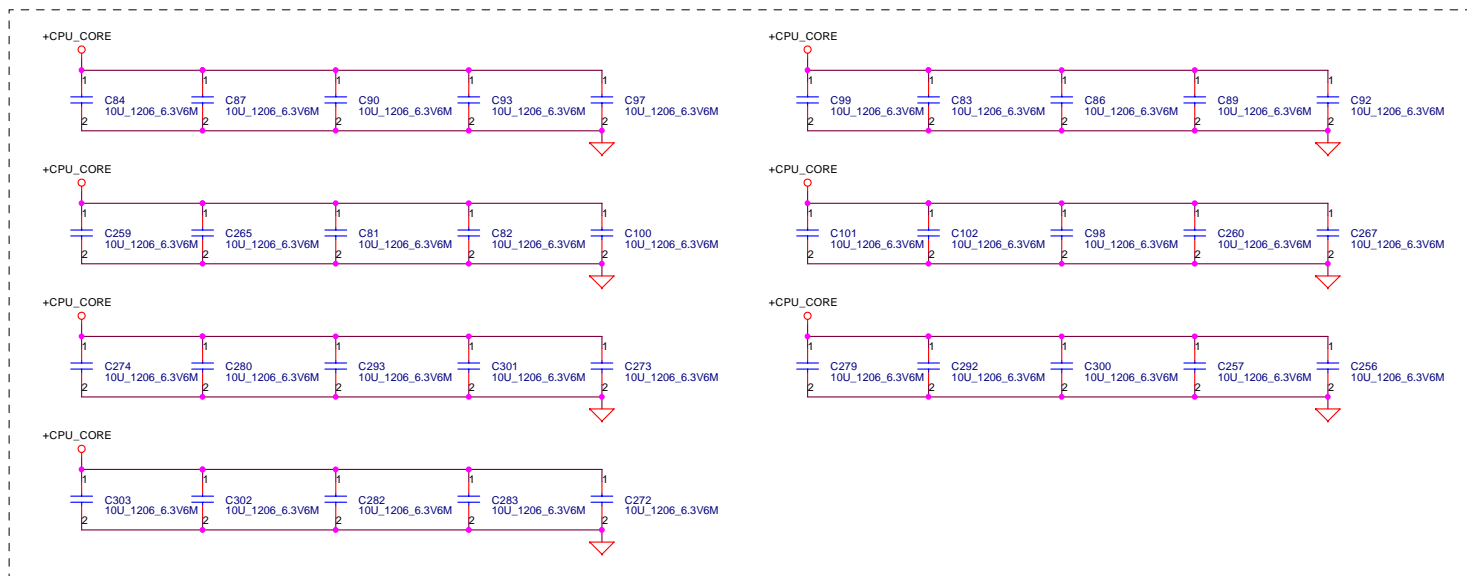 +CPU_CORE
1 1 1 1 1
C84 C87 C90 C93 C97
10U_1206_6.3V6M 10U_1206_6.3V6M 10U_1206_6.3V6M 10U_1206_6.3V6M 10U_1206_6.3V6M
2 2 2 2 2
+CPU_CORE
1 1 1 1 1
C99 C83 C86 C89 C92
10U_1206_6.3V6M 10U_1206_6.3V6M 10U_1206_6.3V6M 10U_1206_6.3V6M 10U_1206_6.3V6M
2 2 2 2 2
+CPU_CORE
1 1 1 1 1
C259 C265 C81 C82 C100
10U_1206_6.3V6M 10U_1206_6.3V6M 10U_1206_6.3V6M 10U_1206_6.3V6M 10U_1206_6.3V6M
2 2 2 2 2
+CPU_CORE
1 1 1 1 1
C101 C102 C98 C260 C267
10U_1206_6.3V6M 10U_1206_6.3V6M 10U_1206_6.3V6M 10U_1206_6.3V6M 10U_1206_6.3V6M
2 2 2 2 2
+CPU_CORE
1 1 1 1 1
C274 C280 C293 C301 C273
10U_1206_6.3V6M 10U_1206_6.3V6M 10U_1206_6.3V6M 10U_1206_6.3V6M 10U_1206_6.3V6M
2 2 2 2 2
+CPU_CORE
1 1 1 1 1
C279 C292 C300 C257 C256
10U_1206_6.3V6M 10U_1206_6.3V6M 10U_1206_6.3V6M 10U_1206_6.3V6M 10U_1206_6.3V6M
2 2 2 2 2
+CPU_CORE
1 1 1 1 1
C303 C302 C282 C283 C272
10U_1206_6.3V6M 10U_1206_6.3V6M 10U_1206_6.3V6M 10U_1206_6.3V6M 10U_1206_6.3V6M
2 2 2 2 2